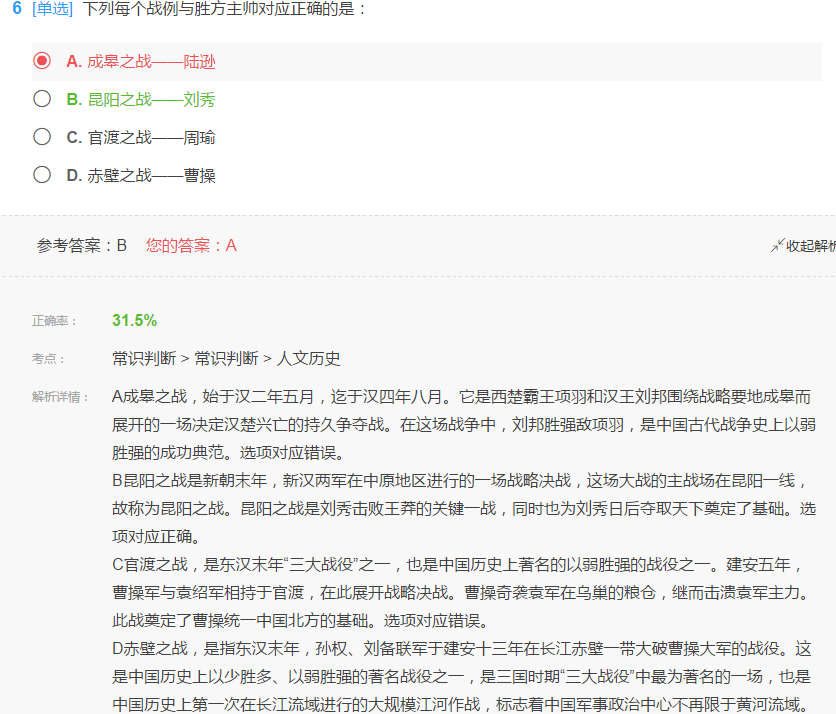 6 [单选] 下列每个战例与胜方主帅对应正确的是：
A. 成皋之战——陆逊
B. 昆阳之战——刘秀
C. 官渡之战——周瑜
D. 赤壁之战——曹操
参考答案：B 您的答案：A 收起解析
正确率： 31.5%
考点： 常识判断 > 常识判断 > 人文历史
解析详情： A成皋之战，始于汉二年五月，迄于汉四年八月。它是西楚霸王项羽和汉王刘邦围绕战略要地成皋而
展开的一场决定汉楚兴亡的持久争夺战。在这场战争中，刘邦胜强敌项羽，是中国古代战争史上以弱
胜强的成功典范。选项对应错误。
B昆阳之战是新朝末年，新汉两军在中原地区进行的一场战略决战，这场大战的主战场在昆阳一线，
故称为昆阳之战。昆阳之战是刘秀击败王莽的关键一战，同时也为刘秀日后夺取天下奠定了基础。选
项对应正确。
C官渡之战，是东汉末年“三大战役”之一，也是中国历史上著名的以弱胜强的战役之一。建安五年，
曹操军与袁绍军相持于官渡，在此展开战略决战。曹操奇袭袁军在乌巢的粮仓，继而击溃袁军主力。
此战奠定了曹操统一中国北方的基础。选项对应错误。
D赤壁之战，是指东汉末年，孙权、刘备联军于建安十三年在长江赤壁一带大破曹操大军的战役。这
是中国历史上以少胜多、以弱胜强的著名战役之一，是三国时期“三大战役”中最为著名的一场，也是
中国历史上第一次在长江流域进行的大规模江河作战，标志着中国军事政治中心不再限于黄河流域。